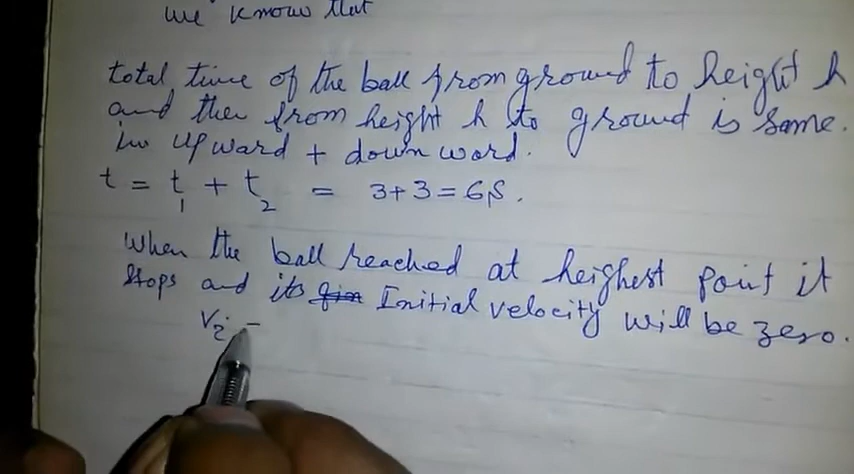 we know that
total time of the ball from ground to height h
and then from height h to ground is same.
in upward + downword.
t = t1 + t2 = 3+3 = 6s.
When the ball reached at heighest point it
stops and its Initial velocity will be zero.
V2 -